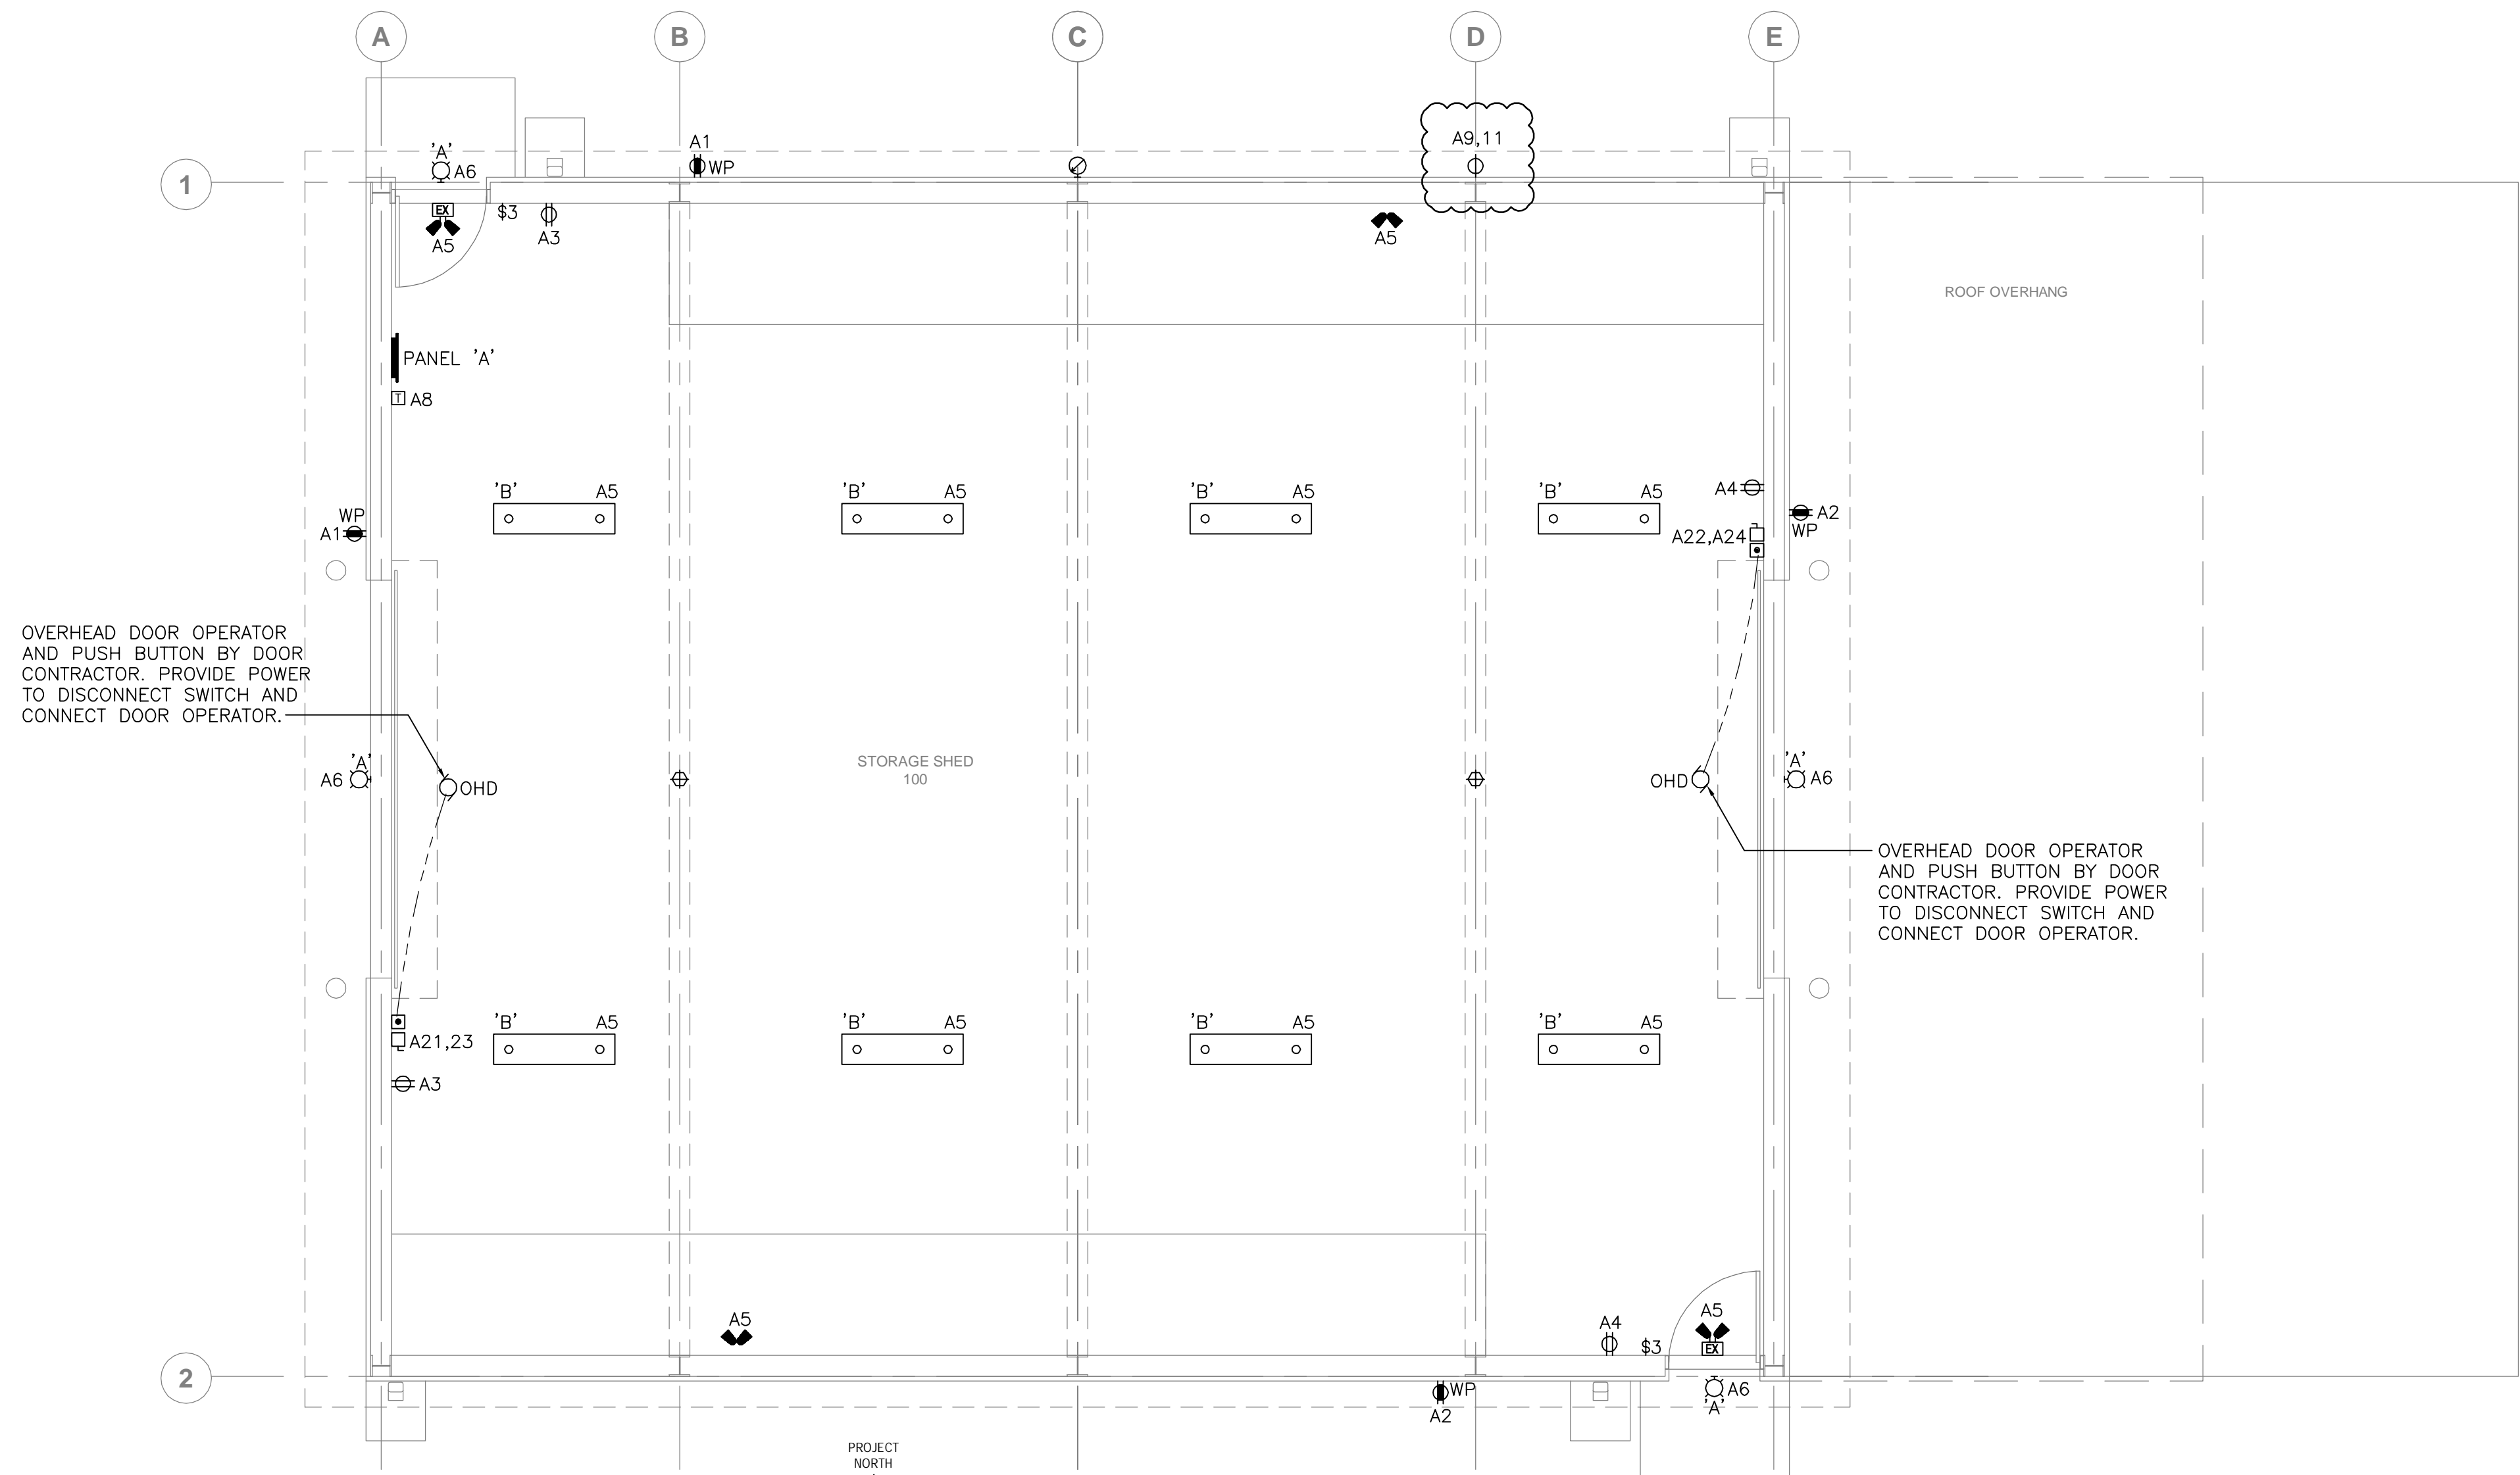 A
B
C
D
E
1
'A'
A6
A1
WP
A9,11
EX
A5
$3
A3
A5
ROOF OVERHANG
PANEL 'A'
T
A8
'B' A5
'B' A5
'B' A5
'B' A5
A4
WP
A1
A2
WP
A22,A24
OVERHEAD DOOR OPERATOR
AND PUSH BUTTON BY DOOR
CONTRACTOR. PROVIDE POWER
TO DISCONNECT SWITCH AND
CONNECT DOOR OPERATOR.
'A'
A6
OHD
STORAGE SHED
100
OHD
'A'
A6
OVERHEAD DOOR OPERATOR
AND PUSH BUTTON BY DOOR
CONTRACTOR. PROVIDE POWER
TO DISCONNECT SWITCH AND
CONNECT DOOR OPERATOR.
'B' A5
'B' A5
'B' A5
'B' A5
A21,23
A3
A5
A4
$3
A5
EX
2
WP
A2
A6
'A'
PROJECT
NORTH